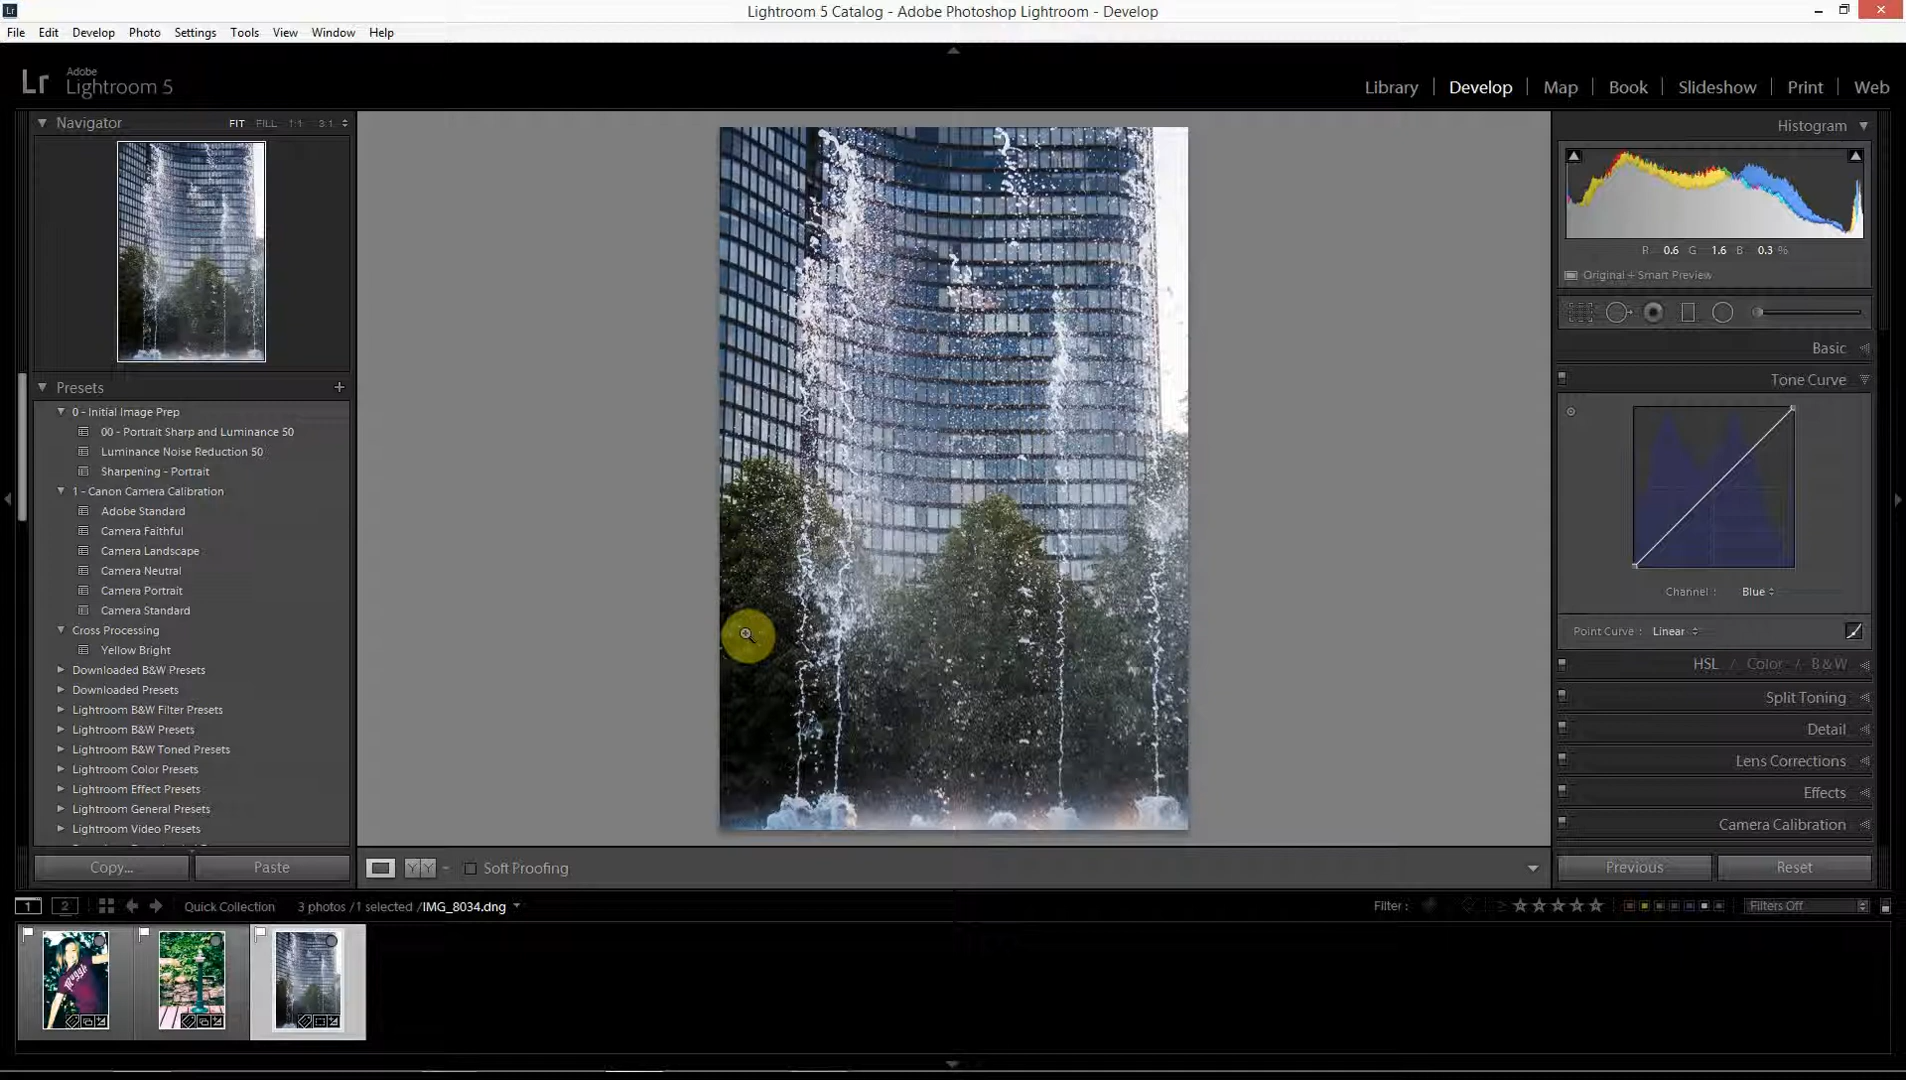 Lightroom 5 Catalog - Adobe Photoshop Lightroom - Develop
File Edit Develop Photo Settings Tools View Window Help
Lr Adobe Lightroom 5
Library Develop Map Book Slideshow Print Web
Navigator FIT FILL 1:1 3:1
Histogram
R 0.6 G 1.6 B 0.3 %
Original + Smart Preview
Basic
Tone Curve
Channel : Blue
Point Curve : Linear
HSL / Color / B & W
Split Toning
Detail
Lens Corrections
Effects
Camera Calibration
Previous Reset
Presets +
0 - Initial Image Prep
00 - Portrait Sharp and Luminance 50
Luminance Noise Reduction 50
Sharpening - Portrait
1 - Canon Camera Calibration
Adobe Standard
Camera Faithful
Camera Landscape
Camera Neutral
Camera Portrait
Camera Standard
Cross Processing
Yellow Bright
Downloaded B&W Presets
Downloaded Presets
Lightroom B&W Filter Presets
Lightroom B&W Presets
Lightroom B&W Toned Presets
Lightroom Color Presets
Lightroom Effect Presets
Lightroom General Presets
Lightroom Video Presets
Copy... Paste
Y Y Soft Proofing
1 2 Quick Collection 3 photos /1 selected /IMG_8034.dng Filter : Filters Off